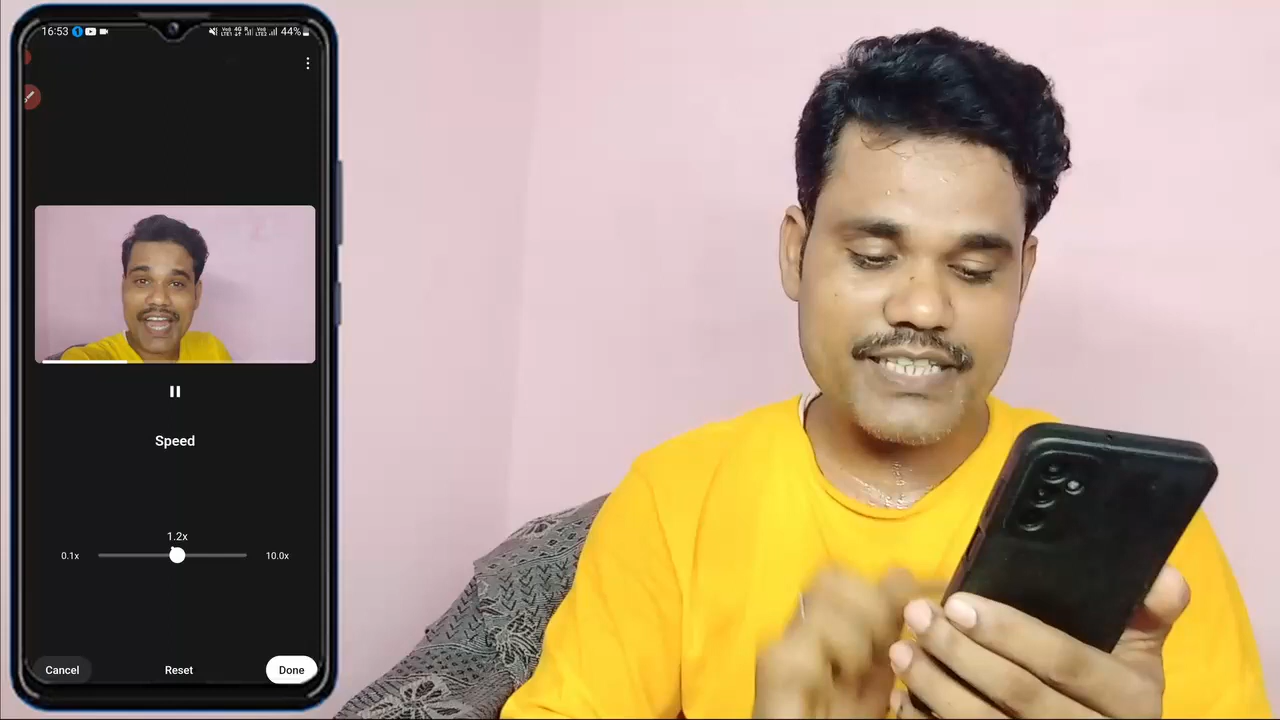 16:53
44%
Speed
1.2x
0.1x
10.0x
Cancel
Reset
Done